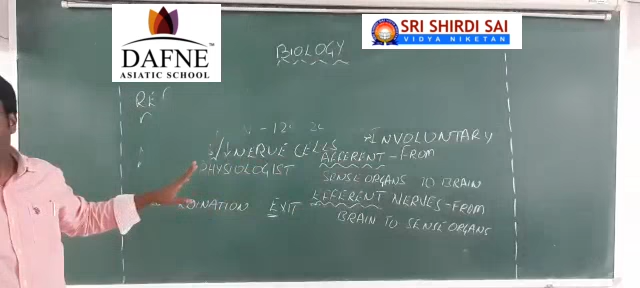 DAFNE
ASIATIC SCHOOL
SRI SHIRDI SAI
VIDYA NIKETAN
BIOLOGY
INVOLUNTARY
NERVE CELLS AFFERENT - FROM
PHYSIOLOGIST SENSE ORGANS TO BRAIN
EXIT EFFERENT NERVES - FROM
BRAIN TO SENSE ORGANS